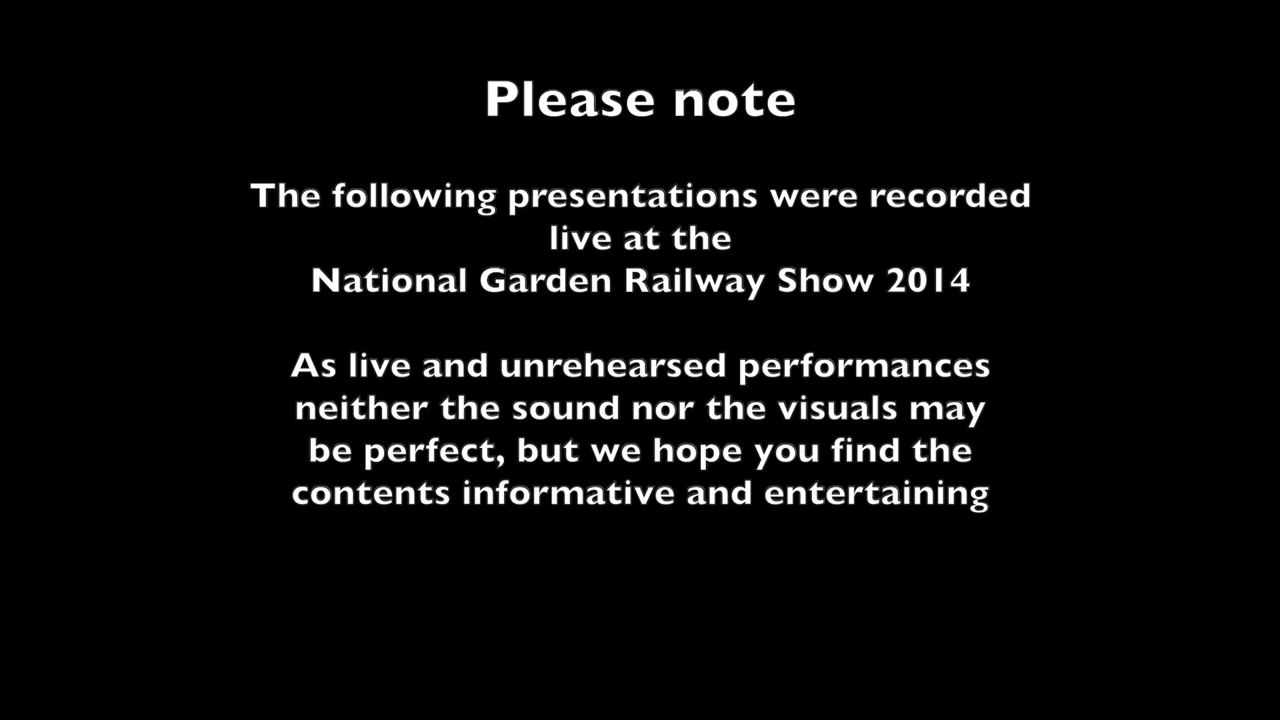 Please note
The following presentations were recorded
live at the
National Garden Railway Show 2014
As live and unrehearsed performances
neither the sound nor the visuals may
be perfect, but we hope you find the
contents informative and entertaining